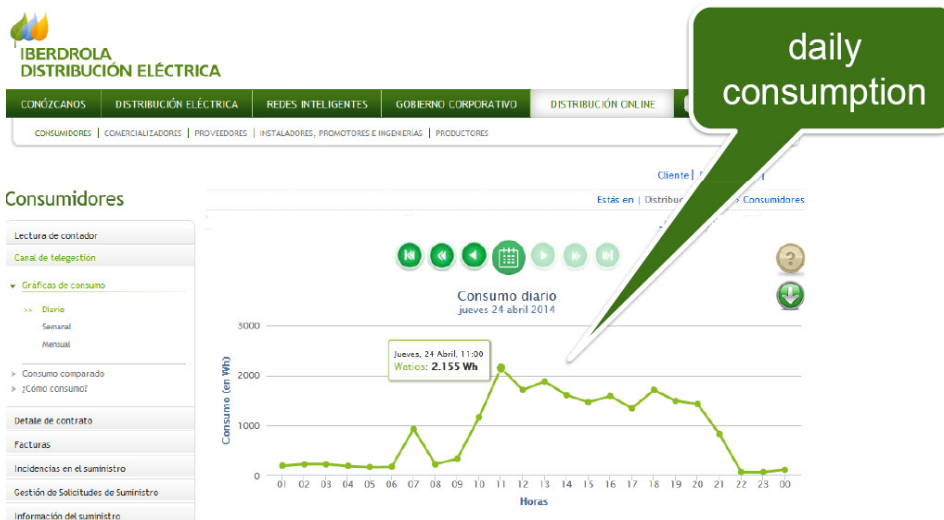 IBERDROLA
DISTRIBUCIÓN ELÉCTRICA
daily
consumption
CONÓZCANOS DISTRIBUCIÓN ELÉCTRICA REDES INTELIGENTES GOBIERNO CORPORATIVO DISTRIBUCIÓN ONLINE
CONSUMIDORES | COMERCIALIZADORES | PROVEEDORES | INSTALADORES, PROMOTORES E INGENIERÍAS | PRODUCTORES
Cliente |
Estás en | Consumidores
Consumidores
Lectura de contador
Canal de telegestión
Gráficas de consumo
>> Diario
Semanal
Mensual
Consumo comparado
¿Cómo consumo?
Detalle de contrato
Facturas
Incidencias en el suministro
Gestión de Solicitudes de Suministro
Información del suministro
?
Consumo diario
jueves 24 abril 2014
Consumo (en Wh)
3000
2000
1000
0
Jueves, 24 Abril, 11:00
Watios: 2.155 Wh
01 02 03 04 05 06 07 08 09 10 11 12 13 14 15 16 17 18 19 20 21 22 23 00
Horas